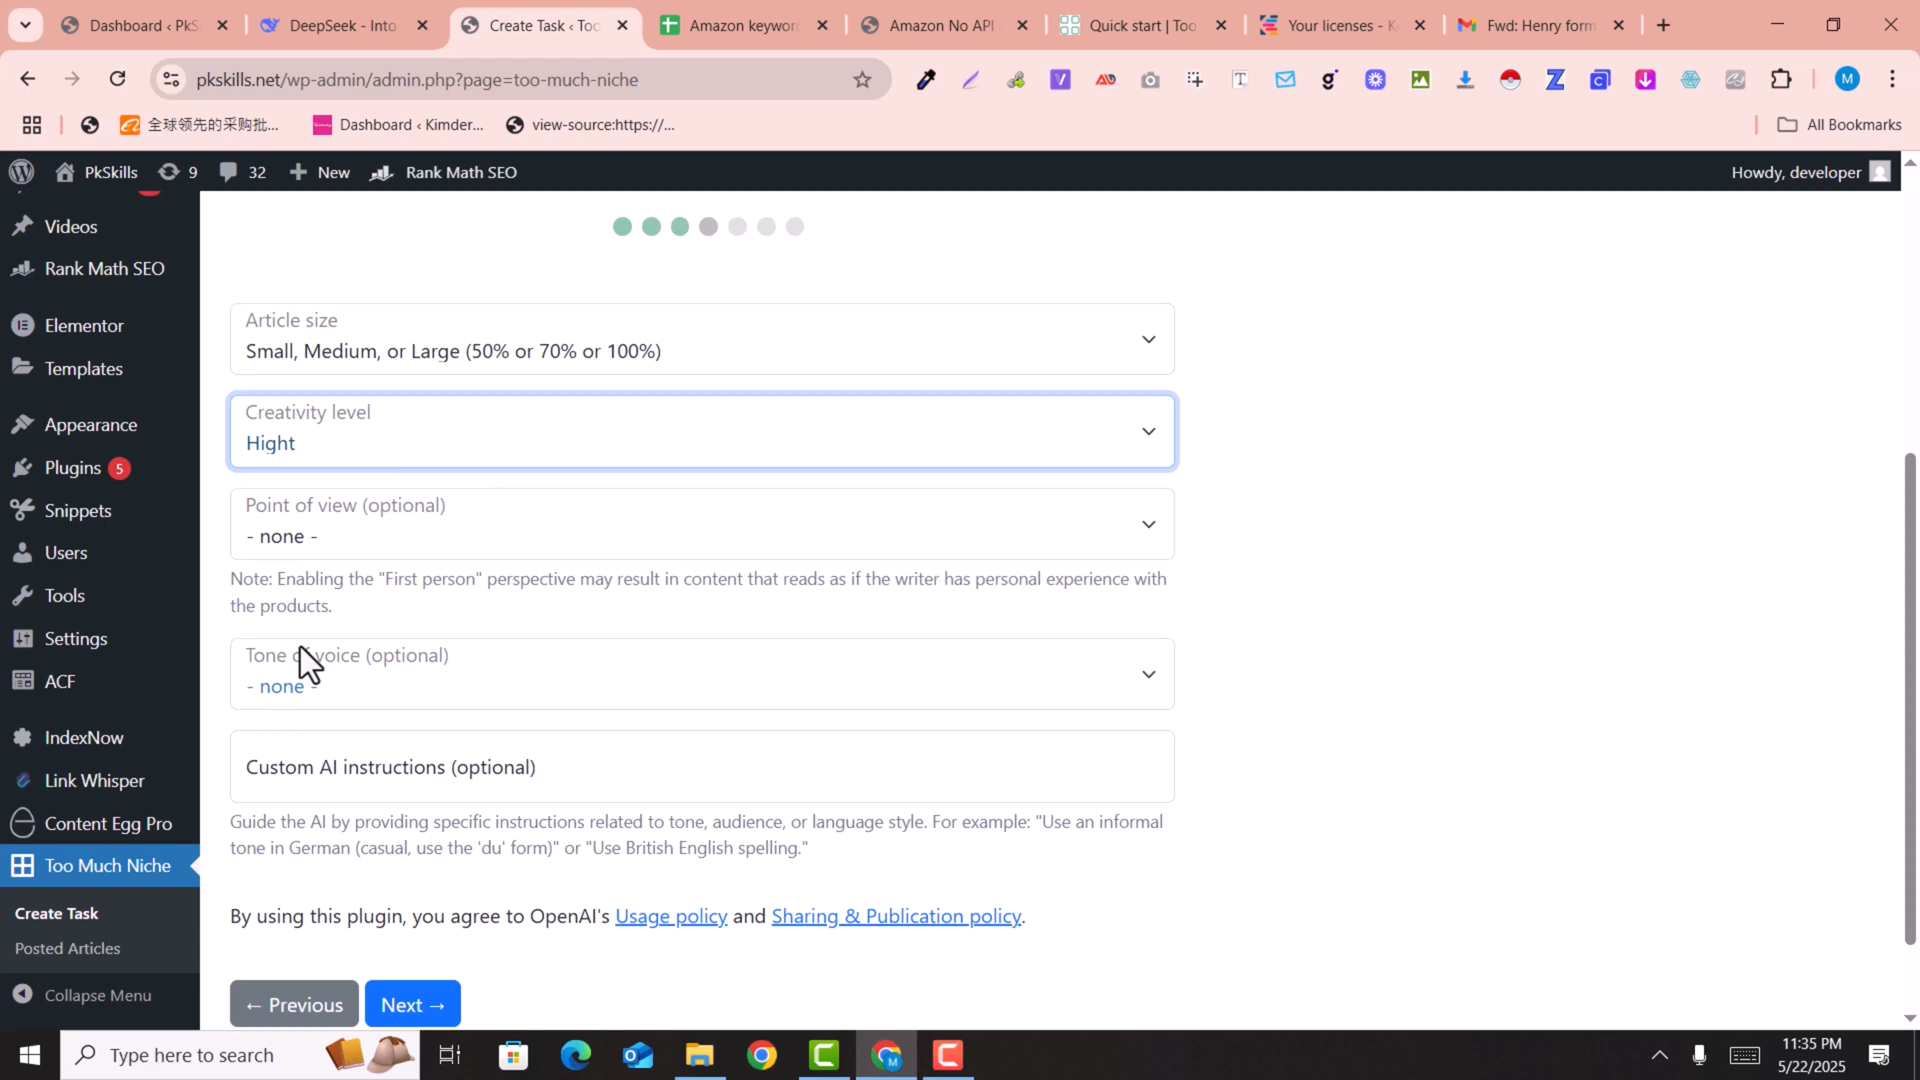 Dashboard ‹ PkS
DeepSeek - Into
Create Task ‹ Too
Amazon keyword
Amazon No API
Quick start | Too
Your licenses - K
Fwd: Henry form
pkskills.net/wp-admin/admin.php?page=too-much-niche
全球领先的采购批...
Dashboard ‹ Kimder...
view-source:https://...
All Bookmarks
PkSkills
9
32
New
Rank Math SEO
Howdy, developer
Videos
Rank Math SEO
Elementor
Templates
Appearance
Plugins 5
Snippets
Users
Tools
Settings
ACF
IndexNow
Link Whisper
Content Egg Pro
Too Much Niche
Create Task
Posted Articles
Collapse Menu
Article size
Small, Medium, or Large (50% or 70% or 100%)
Creativity level
Hight
Point of view (optional)
- none -
Note: Enabling the "First person" perspective may result in content that reads as if the writer has personal experience with
the products.
Tone of voice (optional)
- none -
Custom AI instructions (optional)
Guide the AI by providing specific instructions related to tone, audience, or language style. For example: "Use an informal
tone in German (casual, use the 'du' form)" or "Use British English spelling."
By using this plugin, you agree to OpenAI's Usage policy and Sharing & Publication policy.
← Previous
Next →
Type here to search
11:35 PM
5/22/2025